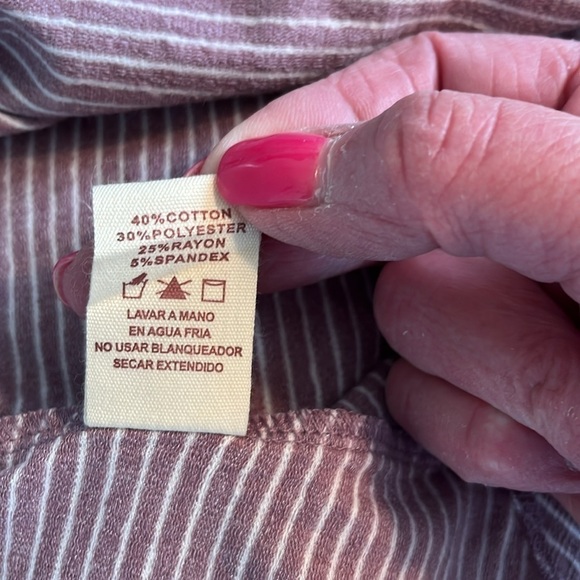 40%COTTON
30%POLYESTER
25%RAYON
5%SPANDEX
LAVAR A MANO
EN AGUA FRIA
NO USAR BLANQUEADOR
SECAR EXTENDIDO